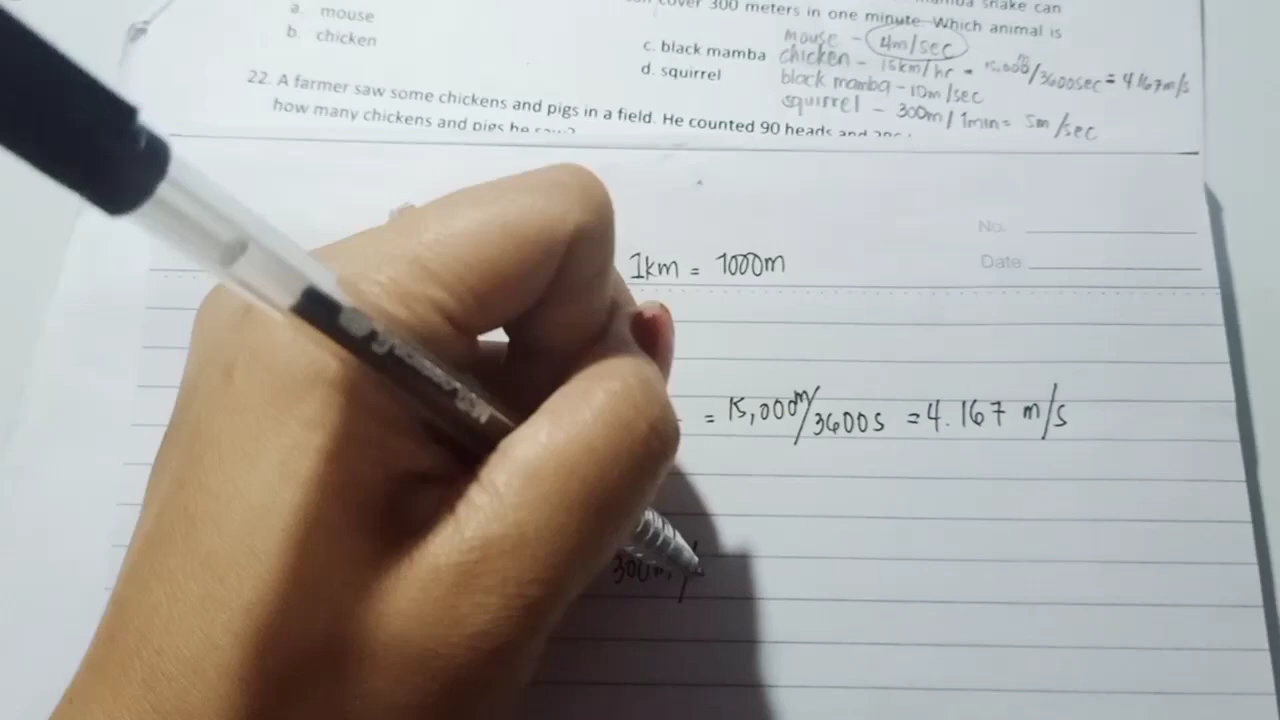 mamba snake can
cover 300 meters in one minute. Which animal is
a. mouse
b. chicken
c. black mamba
d. squirrel
mouse - 4m/sec
chicken - 15km/hr = 15,000m/3600sec = 4.167m/s
black mamba - 10m/sec
squirrel - 300m/1min = 5m/sec
22. A farmer saw some chickens and pigs in a field. He counted 90 heads and
how many chickens and pigs he saw?
No.
Date
1km = 1000m
= 15,000m/3600s = 4.167 m/s
300m/